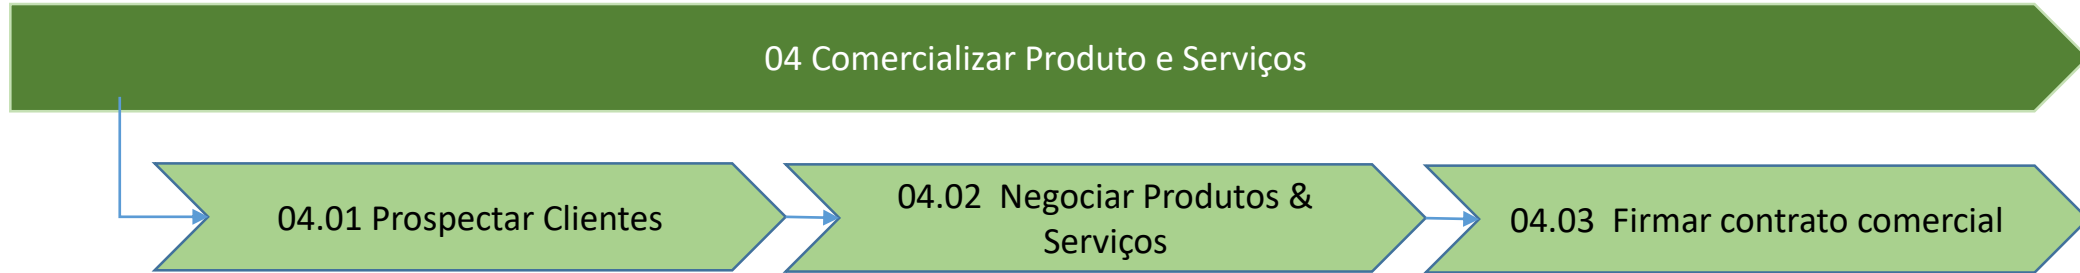 04 Comercializar Produto e Serviços
04.01 Prospectar Clientes
04.02  Negociar Produtos &
Serviços
04.03  Firmar contrato comercial